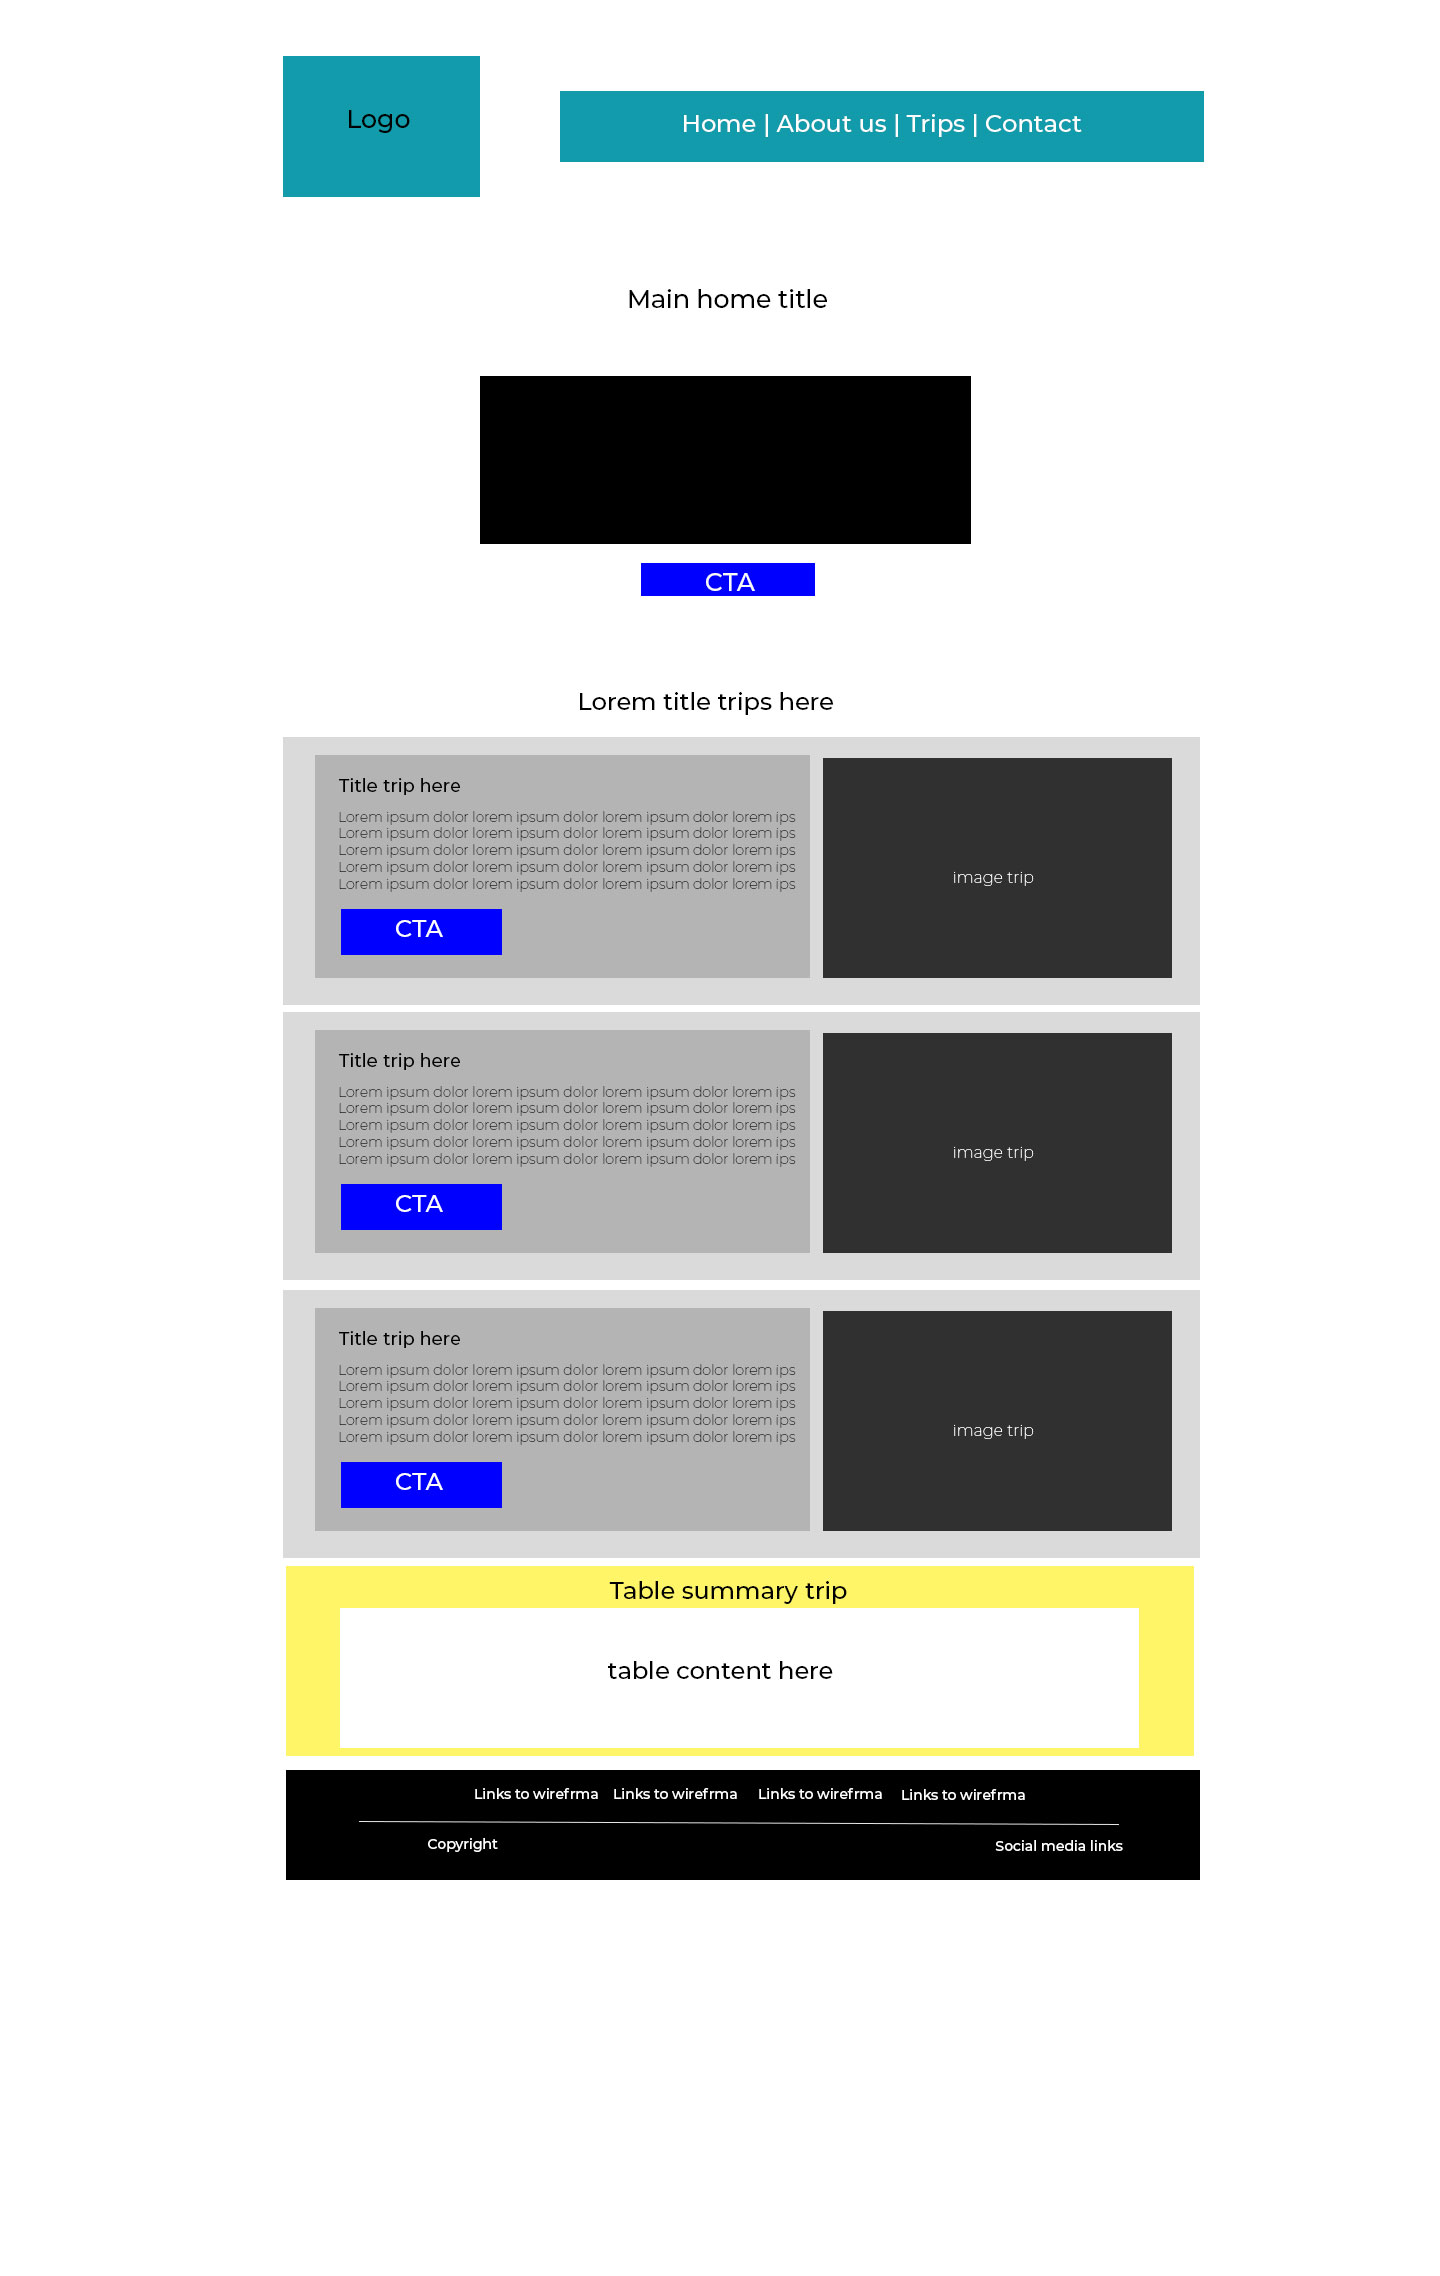 Logo
Home | About us | Trips | Contact
Main home title
CTA
Lorem title trips here
Title trip here
Lorem ipsum dolor lorem ipsum dolor lorem ipsum dolor lorem ips
Lorem ipsum dolor lorem ipsum dolor lorem ipsum dolor lorem ips
Lorem ipsum dolor lorem ipsum dolor lorem ipsum dolor lorem ips
Lorem ipsum dolor lorem ipsum dolor lorem ipsum dolor lorem ips
Lorem ipsum dolor lorem ipsum dolor lorem ipsum dolor lorem ips
CTA
image trip
Title trip here
Lorem ipsum dolor lorem ipsum dolor lorem ipsum dolor lorem ips
Lorem ipsum dolor lorem ipsum dolor lorem ipsum dolor lorem ips
Lorem ipsum dolor lorem ipsum dolor lorem ipsum dolor lorem ips
Lorem ipsum dolor lorem ipsum dolor lorem ipsum dolor lorem ips
Lorem ipsum dolor lorem ipsum dolor lorem ipsum dolor lorem ips
CTA
image trip
Title trip here
Lorem ipsum dolor lorem ipsum dolor lorem ipsum dolor lorem ips
Lorem ipsum dolor lorem ipsum dolor lorem ipsum dolor lorem ips
Lorem ipsum dolor lorem ipsum dolor lorem ipsum dolor lorem ips
Lorem ipsum dolor lorem ipsum dolor lorem ipsum dolor lorem ips
Lorem ipsum dolor lorem ipsum dolor lorem ipsum dolor lorem ips
CTA
image trip
Table summary trip
table content here
Links to wirefrma Links to wirefrma Links to wirefrma Links to wirefrma
Copyright
Social media links